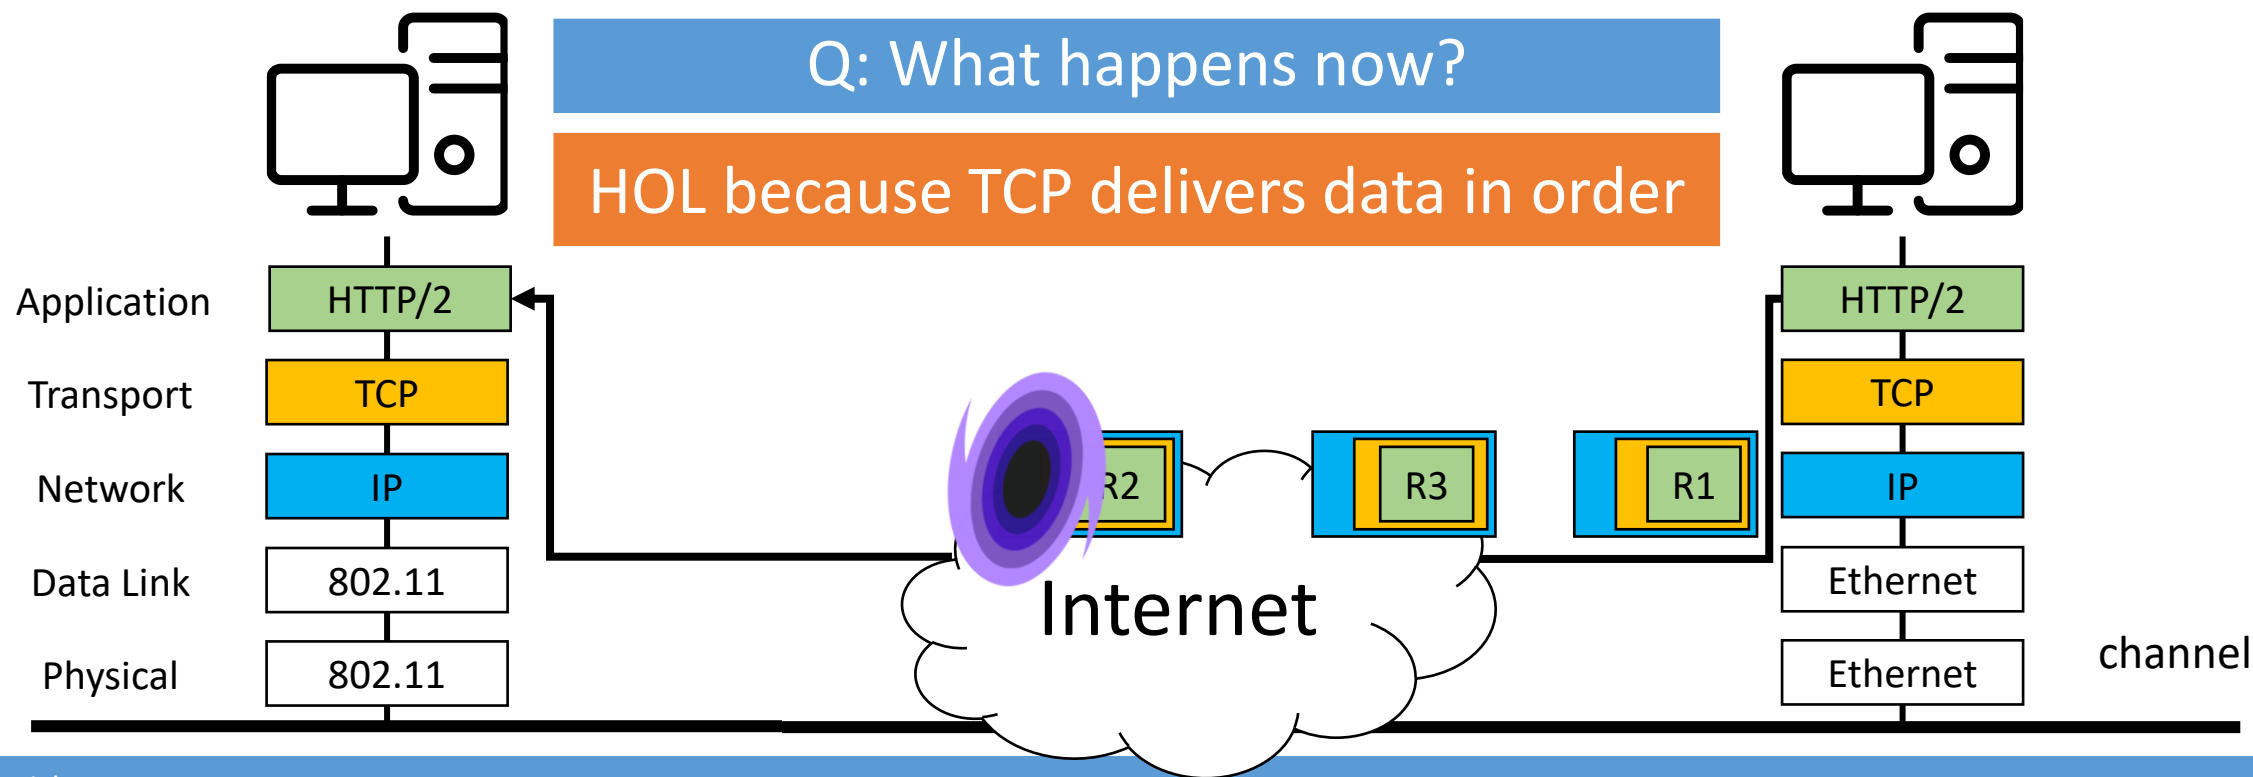 Q: What happens now?
HOL because TCP delivers data in order
Application HTTP/2 HTTP/2
Transport TCP TCP
R2 R3 R1
Network IP IP
Data Link 802.11 Ethernet
Internet
Physical 802.11 Ethernet channel